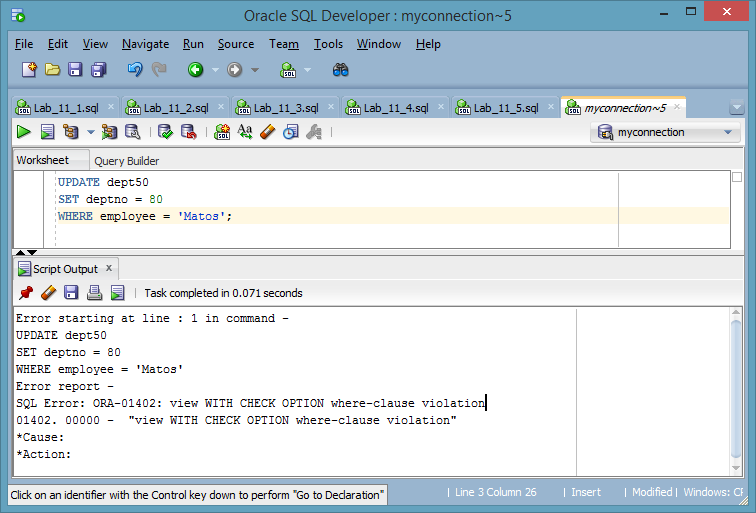 Oracle SQL Developer : myconnection~5
File Edit View Navigate Run Source Team Tools Window Help
Lab_11_1.sql Lab_11_2.sql Lab_11_3.sql Lab_11_4.sql Lab_11_5.sql myconnection~5
myconnection
Worksheet Query Builder
UPDATE dept50
SET deptno = 80
WHERE employee = 'Matos';
Script Output x
Task completed in 0.071 seconds
Error starting at line : 1 in command -
UPDATE dept50
SET deptno = 80
WHERE employee = 'Matos'
Error report -
SQL Error: ORA-01402: view WITH CHECK OPTION where-clause violation
01402. 00000 -  "view WITH CHECK OPTION where-clause violation"
*Cause:
*Action:
Click on an identifier with the Control key down to perform "Go to Declaration" | Line 3 Column 26 | Insert | Modified | Windows: